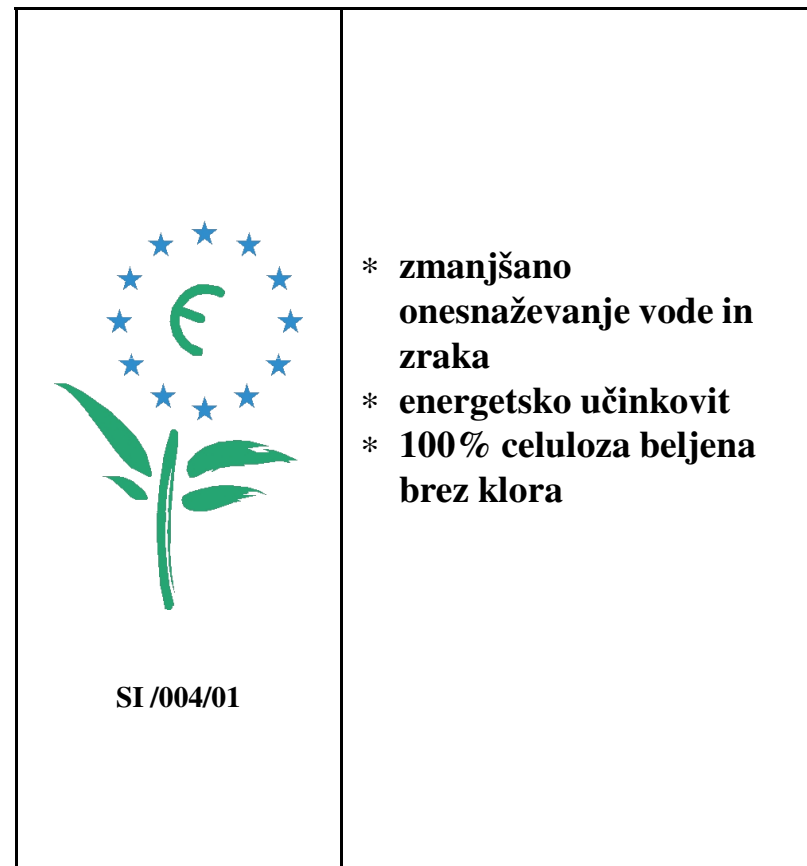 * zmanjšano
onesnaževanje vode in
zraka
* energetsko učinkovit
* 100% celuloza beljena
brez klora
SI /004/01